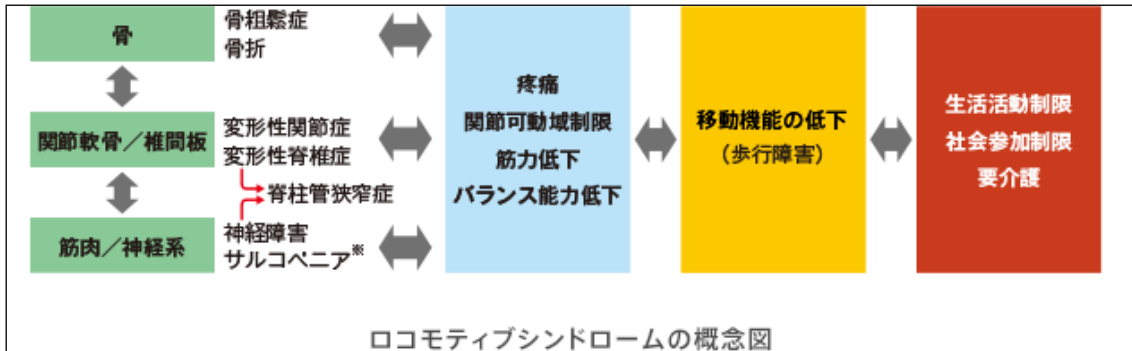 骨
骨粗鬆症
骨折
関節軟骨／椎間板
変形性関節症
変形性脊椎症
脊柱管狭窄症
筋肉／神経系
神経障害
サルコペニア※
疼痛
関節可動域制限
筋力低下
バランス能力低下
移動機能の低下
（歩行障害）
生活活動制限
社会参加制限
要介護
ロコモティブシンドロームの概念図